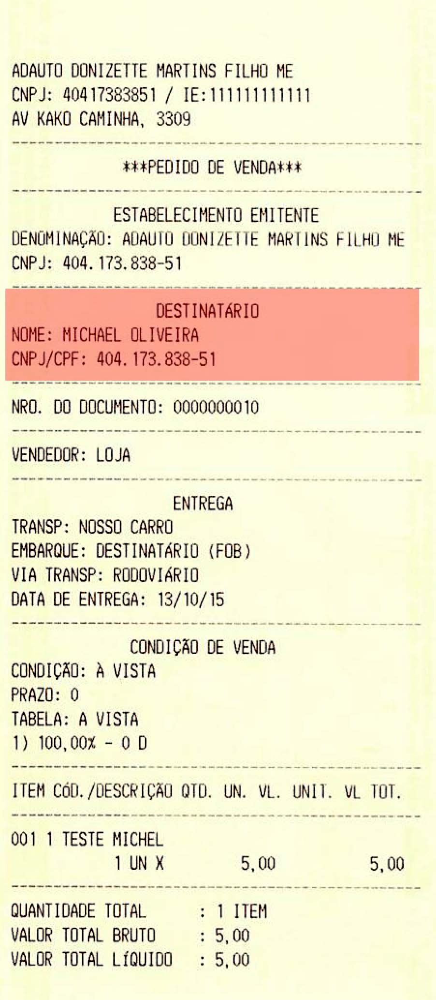 ADAUTO DONIZETTE MARTINS FILHO ME
CNPJ: 40417383851 / IE:111111111111
AV KAKO CAMINHA, 3309
***PEDIDO DE VENDA***
ESTABELECIMENTO EMITENTE
DENOMINAÇÃO: ADAUTO DONIZETTE MARTINS FILHO ME
CNPJ: 404.173.838-51
DESTINATÁRIO
NOME: MICHAEL OLIVEIRA
CNPJ/CPF: 404.173.838-51
NRO. DO DOCUMENTO: 0000000010
VENDEDOR: LOJA
ENTREGA
TRANSP: NOSSO CARRO
EMBARQUE: DESTINATÁRIO (FOB)
VIA TRANSP: RODOVIÁRIO
DATA DE ENTREGA: 13/10/15
CONDIÇÃO DE VENDA
CONDIÇÃO: À VISTA
PRAZO: 0
TABELA: A VISTA
1) 100,00% - 0 D
ITEM CÓD./DESCRIÇÃO QTD. UN. VL. UNIT. VL TOT.
001 1 TESTE MICHEL
1 UN X 5,00 5,00
QUANTIDADE TOTAL : 1 ITEM
VALOR TOTAL BRUTO : 5,00
VALOR TOTAL LÍQUIDO : 5,00